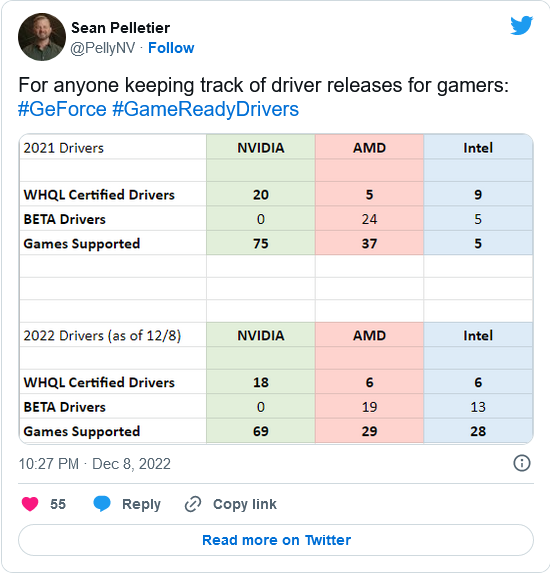 Sean Pelletier
@PellyNV · Follow
For anyone keeping track of driver releases for gamers:
#GeForce #GameReadyDrivers
2021 Drivers NVIDIA AMD Intel
WHQL Certified Drivers 20 5 9
BETA Drivers 0 24 5
Games Supported 75 37 5
2022 Drivers (as of 12/8) NVIDIA AMD Intel
WHQL Certified Drivers 18 6 6
BETA Drivers 0 19 13
Games Supported 69 29 28
10:27 PM · Dec 8, 2022
55 Reply Copy link
Read more on Twitter